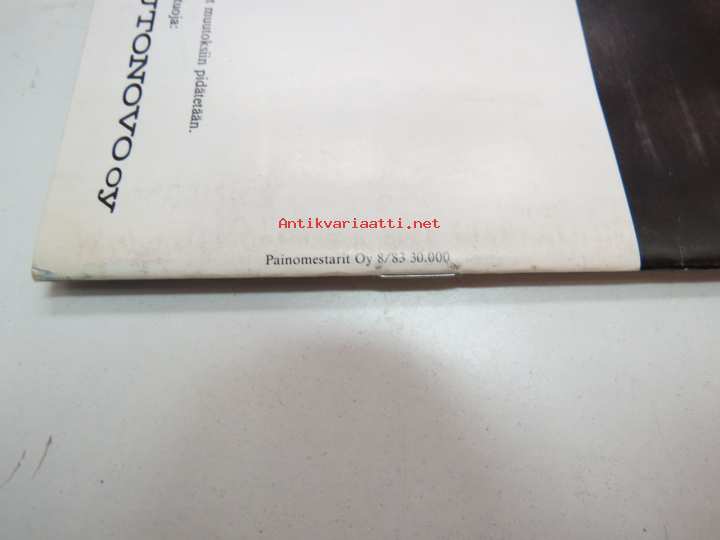 muutoksiin pidätetään.
UTONOVO oy
Antikvariaatti.net
Painomestarit Oy 8/83 30.000